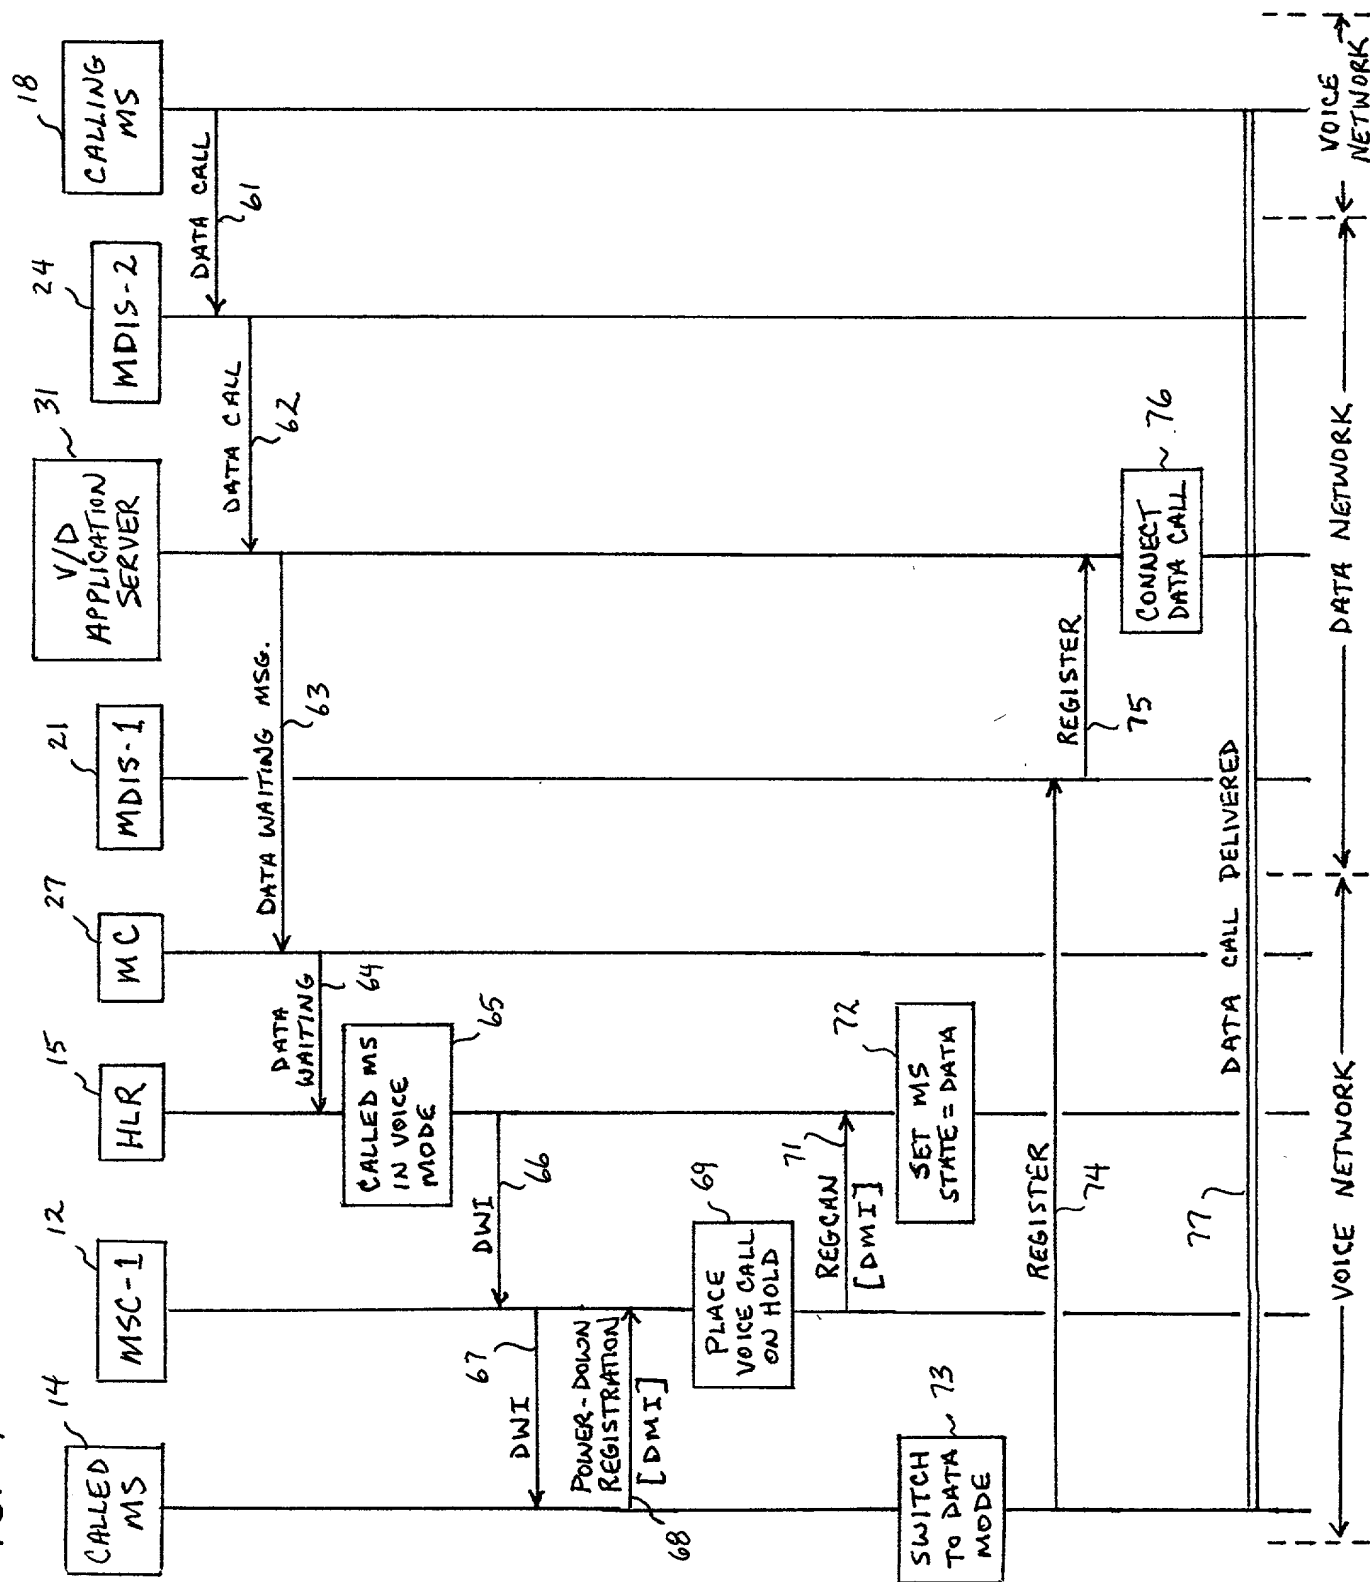 14
CALLED
MS
12
MSC-1
15
HLR
27
MC
21
MDIS-1
31
V/D
APPLICATION
SERVER
24
MDIS-2
18
CALLING
MS
DATA CALL
61
DATA CALL
62
DATA WAITING MSG.
63
DATA
WAITING
64
CALLED MS
IN VOICE
MODE
65
DWI
66
DWI
67
POWER-DOWN
REGISTRATION
[DMI]
68
PLACE
VOICE CALL
ON HOLD
69
REGCAN
[DMI]
71
SET MS
STATE = DATA
72
SWITCH
TO DATA
MODE
73
REGISTER
74
REGISTER
75
CONNECT
DATA CALL
76
DATA CALL DELIVERED
77
VOICE NETWORK
DATA NETWORK
VOICE
NETWORK